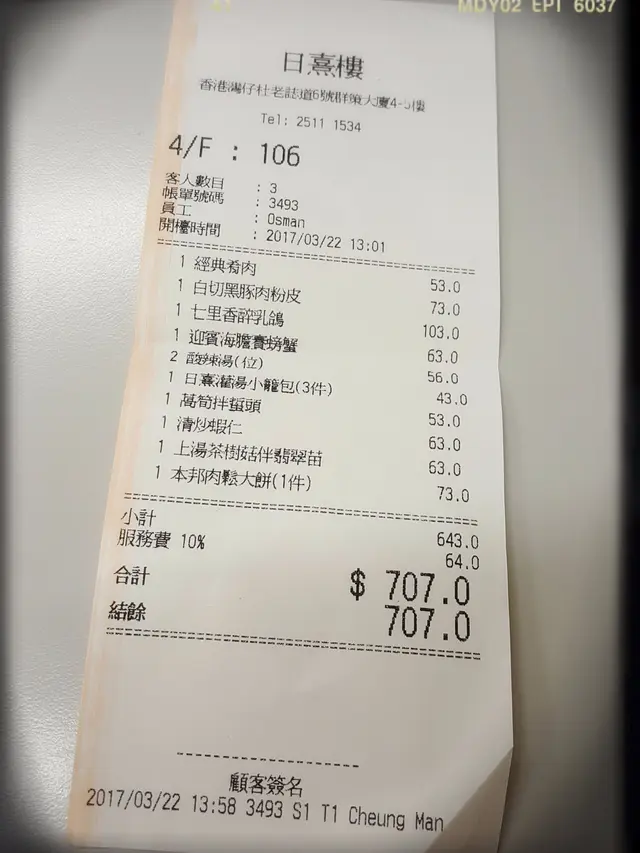 MDY02 EPI 6037
日熹樓
香港灣仔杜老誌道6號群策大廈4-5樓
Tel: 2511 1534
4/F : 106
客人數目 : 3
帳單號碼 : 3493
員工 : Osman
開檯時間 : 2017/03/22 13:01
1 經典肴肉 53.0
1 白切黑豚肉粉皮 73.0
1 七里香醉乳鴿 103.0
1 迎賓海膽賽螃蟹 63.0
2 酸辣湯(位) 56.0
1 日熹灌湯小籠包(3件) 43.0
1 萵筍拌蜇頭 53.0
1 清炒蝦仁 63.0
1 上湯茶樹菇伴翡翠苗 63.0
1 本邦肉鬆大餅(1件) 73.0
小計 643.0
服務費 10% 64.0
合計 $ 707.0
結餘 707.0
顧客簽名
2017/03/22 13:58 3493 S1 T1 Cheung Man